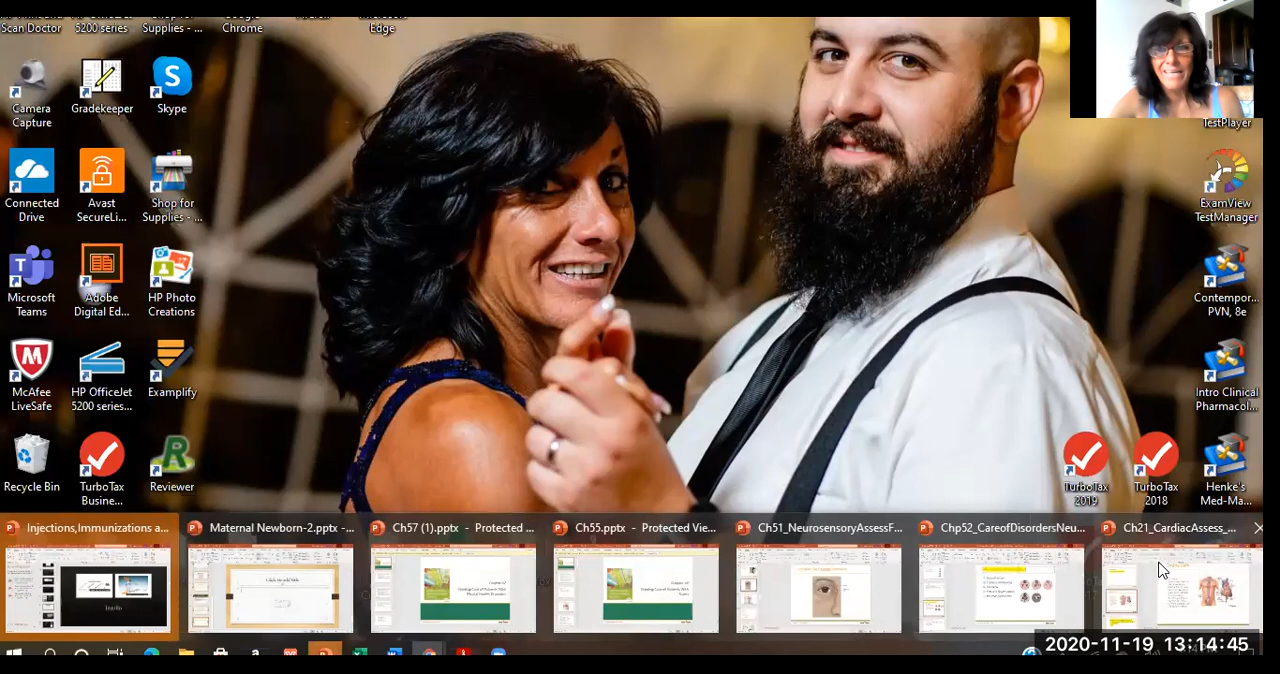 Scan Doctor
5200 series
Supplies - ...
Chrome
Edge
Camera
Capture
Gradekeeper
Skype
TestPlayer
Connected
Drive
Avast
SecureLi...
Shop for
Supplies - ...
ExamView
TestManager
Microsoft
Teams
Adobe
Digital Ed...
HP Photo
Creations
Contempor...
PVN, 8e
McAfee
LiveSafe
HP OfficeJet
5200 series...
Examplify
Intro Clinical
Pharmacol...
Recycle Bin
TurboTax
Busine...
Reviewer
TurboTax
2019
TurboTax
2018
Henke's
Med-Ma...
Injections,Immunizations a...
Maternal Newborn-2.pptx -...
Ch57 (1).pptx - Protected ...
Ch55.pptx - Protected Vie...
Ch51_NeurosensoryAssessF...
Chp52_CareofDisordersNeu...
Ch21_CardiacAssess_...
2020-11-19 13:14:45